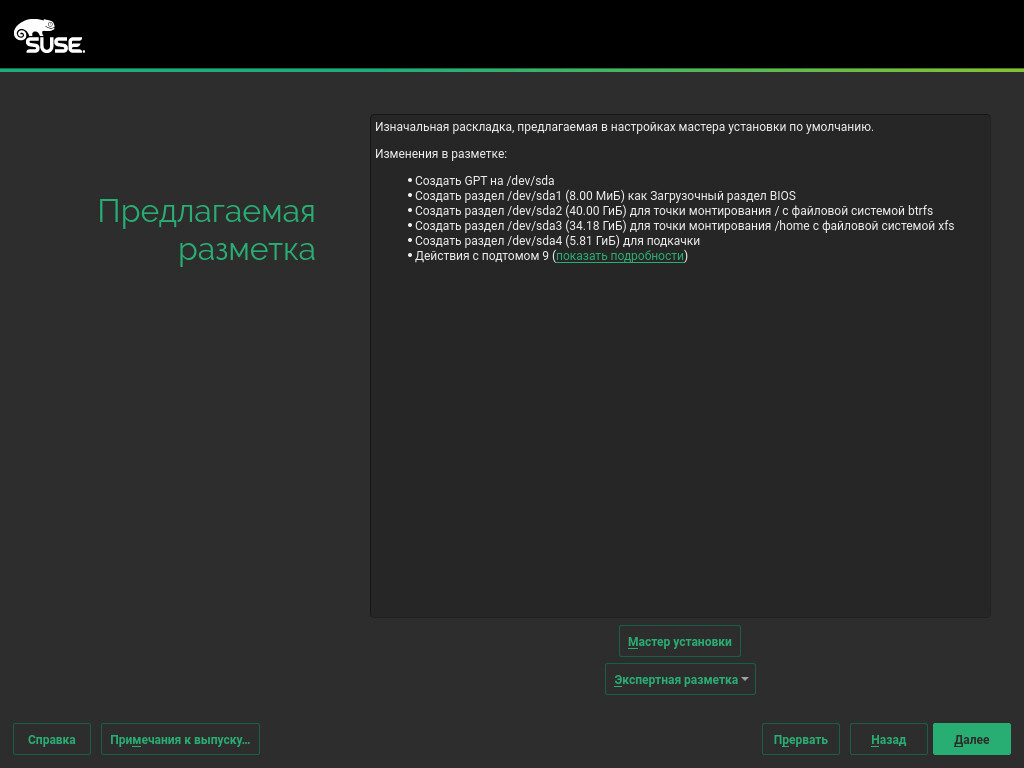 SUSE.
Предлагаемая
разметка
Изначальная раскладка, предлагаемая в настройках мастера установки по умолчанию.
Изменения в разметке:
• Создать GPT на /dev/sda
• Создать раздел /dev/sda1 (8.00 МиБ) как Загрузочный раздел BIOS
• Создать раздел /dev/sda2 (40.00 ГиБ) для точки монтирования / с файловой системой btrfs
• Создать раздел /dev/sda3 (34.18 ГиБ) для точки монтирования /home с файловой системой xfs
• Создать раздел /dev/sda4 (5.81 ГиБ) для подкачки
• Действия с подтомом 9 (показать подробности)
Мастер установки
Экспертная разметка
Справка
Примечания к выпуску...
Прервать
Назад
Далее